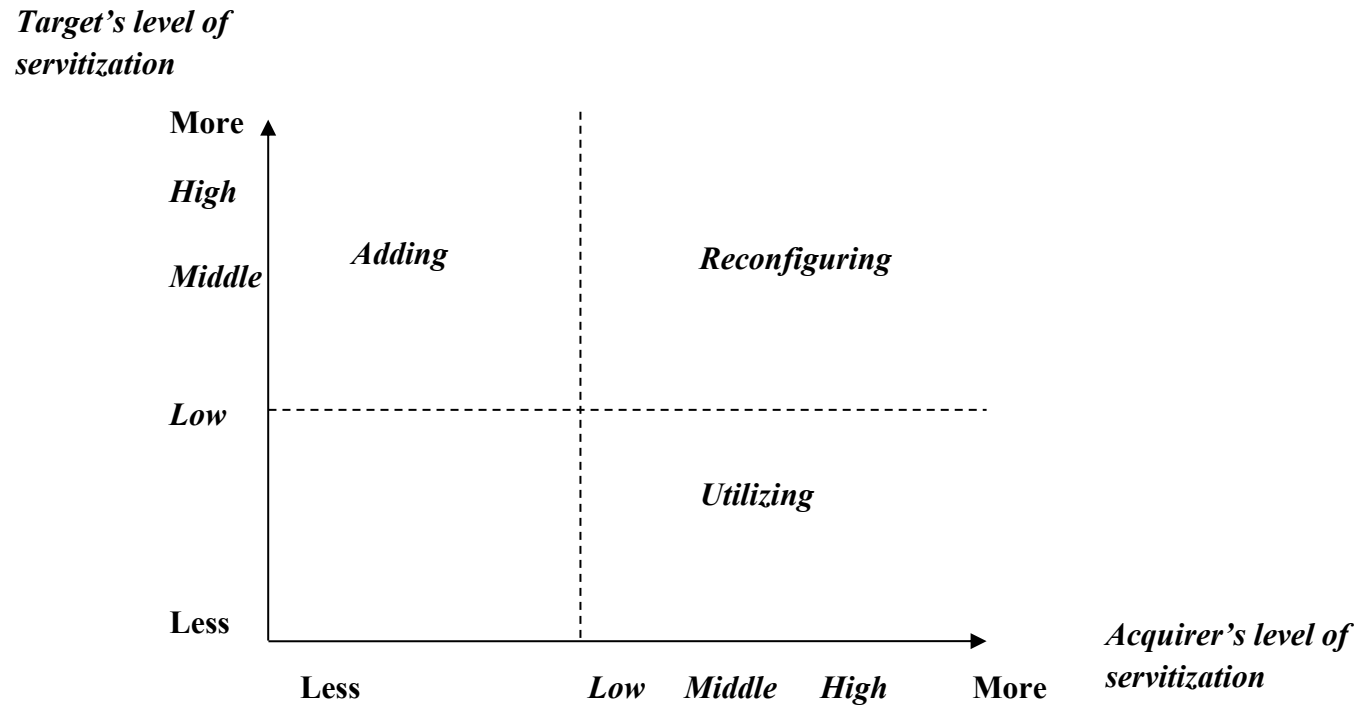 Target’s level of
servitization
More
High
Adding
Reconfiguring
Middle
Low
Utilizing
Less
Acquirer’s level of
servitization
Less Low Middle High More